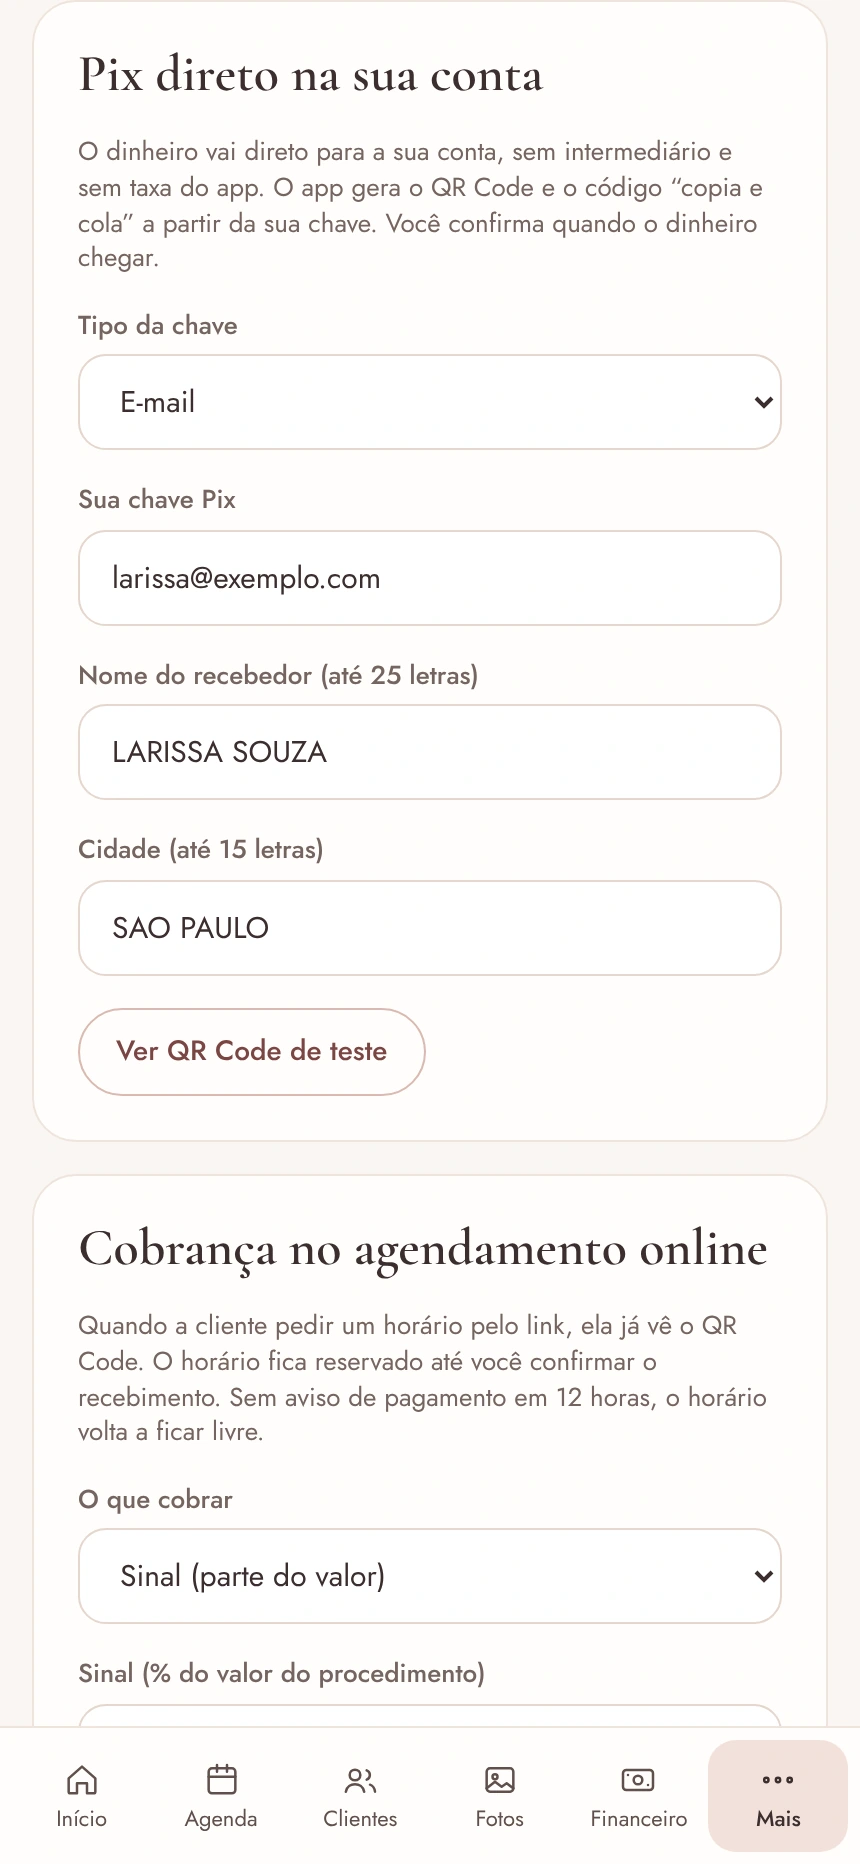 Pix direto na sua conta
O dinheiro vai direto para a sua conta, sem intermediário e
sem taxa do app. O app gera o QR Code e o código “copia e
cola” a partir da sua chave. Você confirma quando o dinheiro
chegar.
Tipo da chave
E-mail
Sua chave Pix
larissa@exemplo.com
Nome do recebedor (até 25 letras)
LARISSA SOUZA
Cidade (até 15 letras)
SAO PAULO
Ver QR Code de teste
Cobrança no agendamento online
Quando a cliente pedir um horário pelo link, ela já vê o QR
Code. O horário fica reservado até você confirmar o
recebimento. Sem aviso de pagamento em 12 horas, o horário
volta a ficar livre.
O que cobrar
Sinal (parte do valor)
Sinal (% do valor do procedimento)
Início
Agenda
Clientes
Fotos
Financeiro
Mais